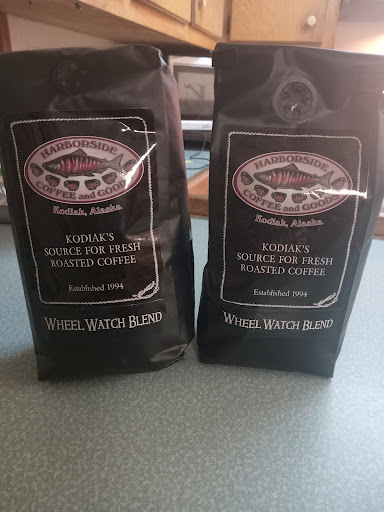 HARBORSIDE
COFFEE and GOODS
Kodiak, Alaska
KODIAK'S
SOURCE FOR FRESH
ROASTED COFFEE
Established 1994
WHEEL WATCH BLEND
HARBORSIDE
COFFEE and GOODS
Kodiak, Alaska
KODIAK'S
SOURCE FOR FRESH
ROASTED COFFEE
Established 1994
WHEEL WATCH BLEND